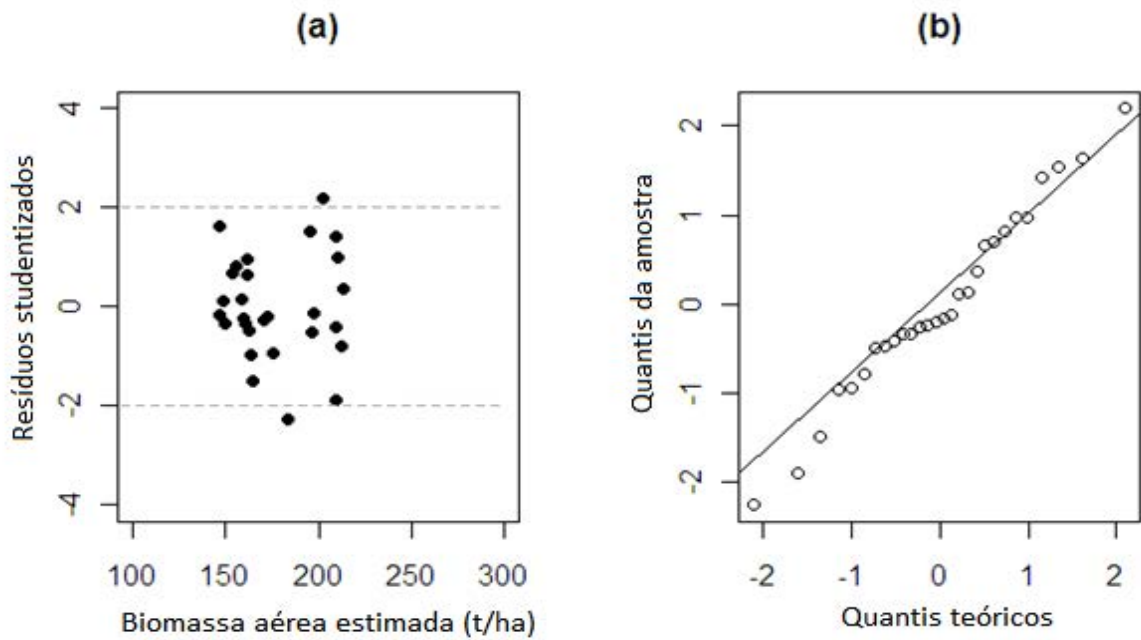 (a)
Resíduos studentizados
4
2
0
-2
-4
100 150 200 250 300
Biomassa aérea estimada (t/ha)
(b)
Quantis da amostra
2
1
0
-1
-2
-2 -1 0 1 2
Quantis teóricos